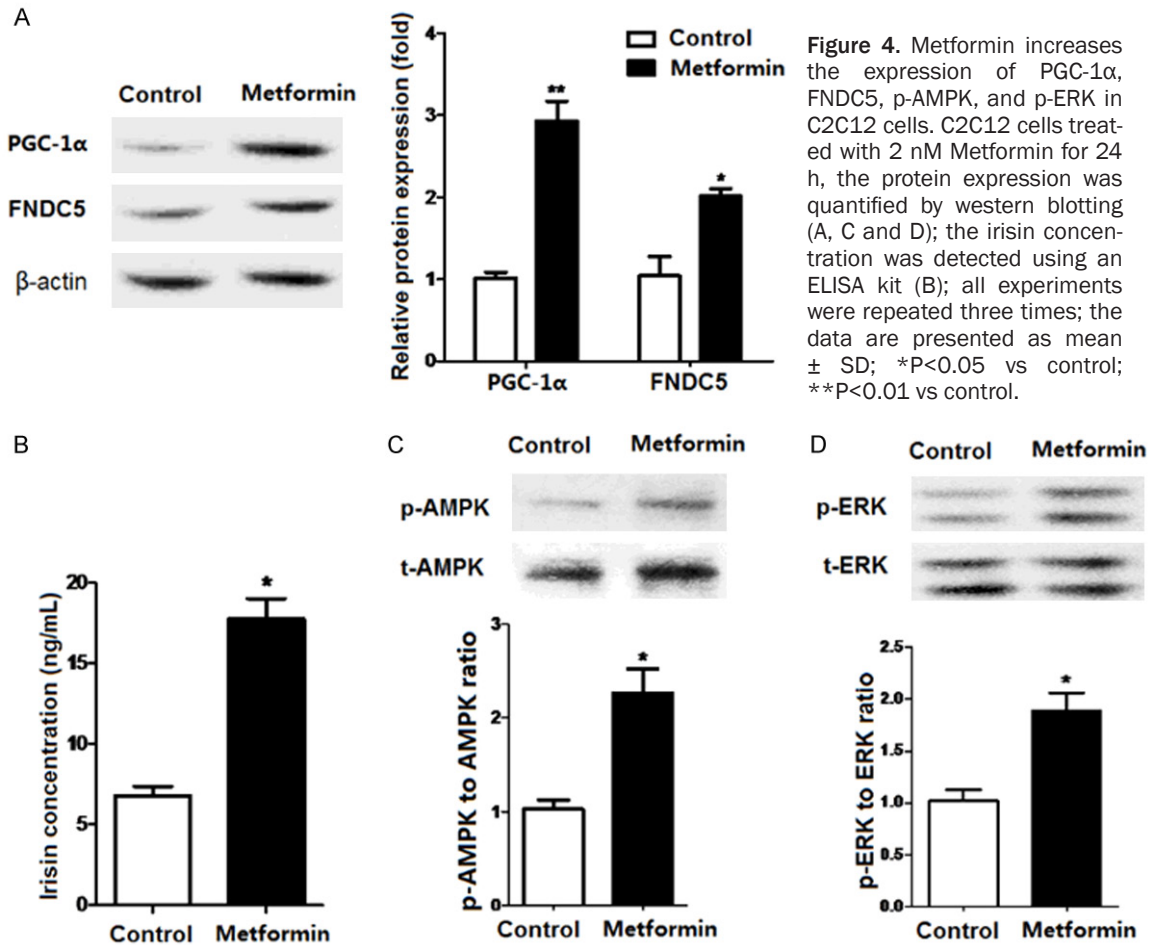 A
Control Metformin
PGC-1α
FNDC5
β-actin
Relative protein expression (fold)
4
3
2
1
0
Control
Metformin
**
*
PGC-1α FNDC5
Figure 4. Metformin increases
the expression of PGC-1α,
FNDC5, p-AMPK, and p-ERK in
C2C12 cells. C2C12 cells treat-
ed with 2 nM Metformin for 24
h, the protein expression was
quantified by western blotting
(A, C and D); the irisin concen-
tration was detected using an
ELISA kit (B); all experiments
were repeated three times; the
data are presented as mean
± SD; *P<0.05 vs control;
**P<0.01 vs control.
B
Irisin concentration (ng/mL)
20
15
10
5
0
*
Control Metformin
C
Control Metformin
p-AMPK
t-AMPK
p-AMPK to AMPK ratio
3
2
1
0
*
Control Metformin
D
Control Metformin
p-ERK
t-ERK
p-ERK to ERK ratio
2.5
2.0
1.5
1.0
0.5
0.0
*
Control Metformin